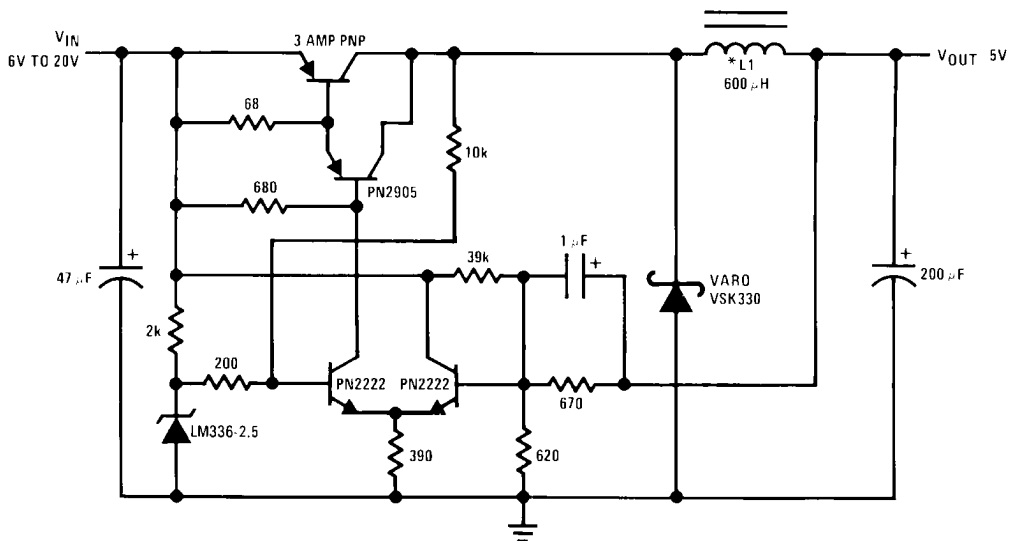 VIN
6V TO 20V
3 AMP PNP
*L1
600 μH
VOUT 5V
68
10k
PN2905
680
1 μF
39k
47 μF
VARO
VSK330
200 μF
2k
200
PN2222
PN2222
670
LM336-2.5
390
620
+
+
+